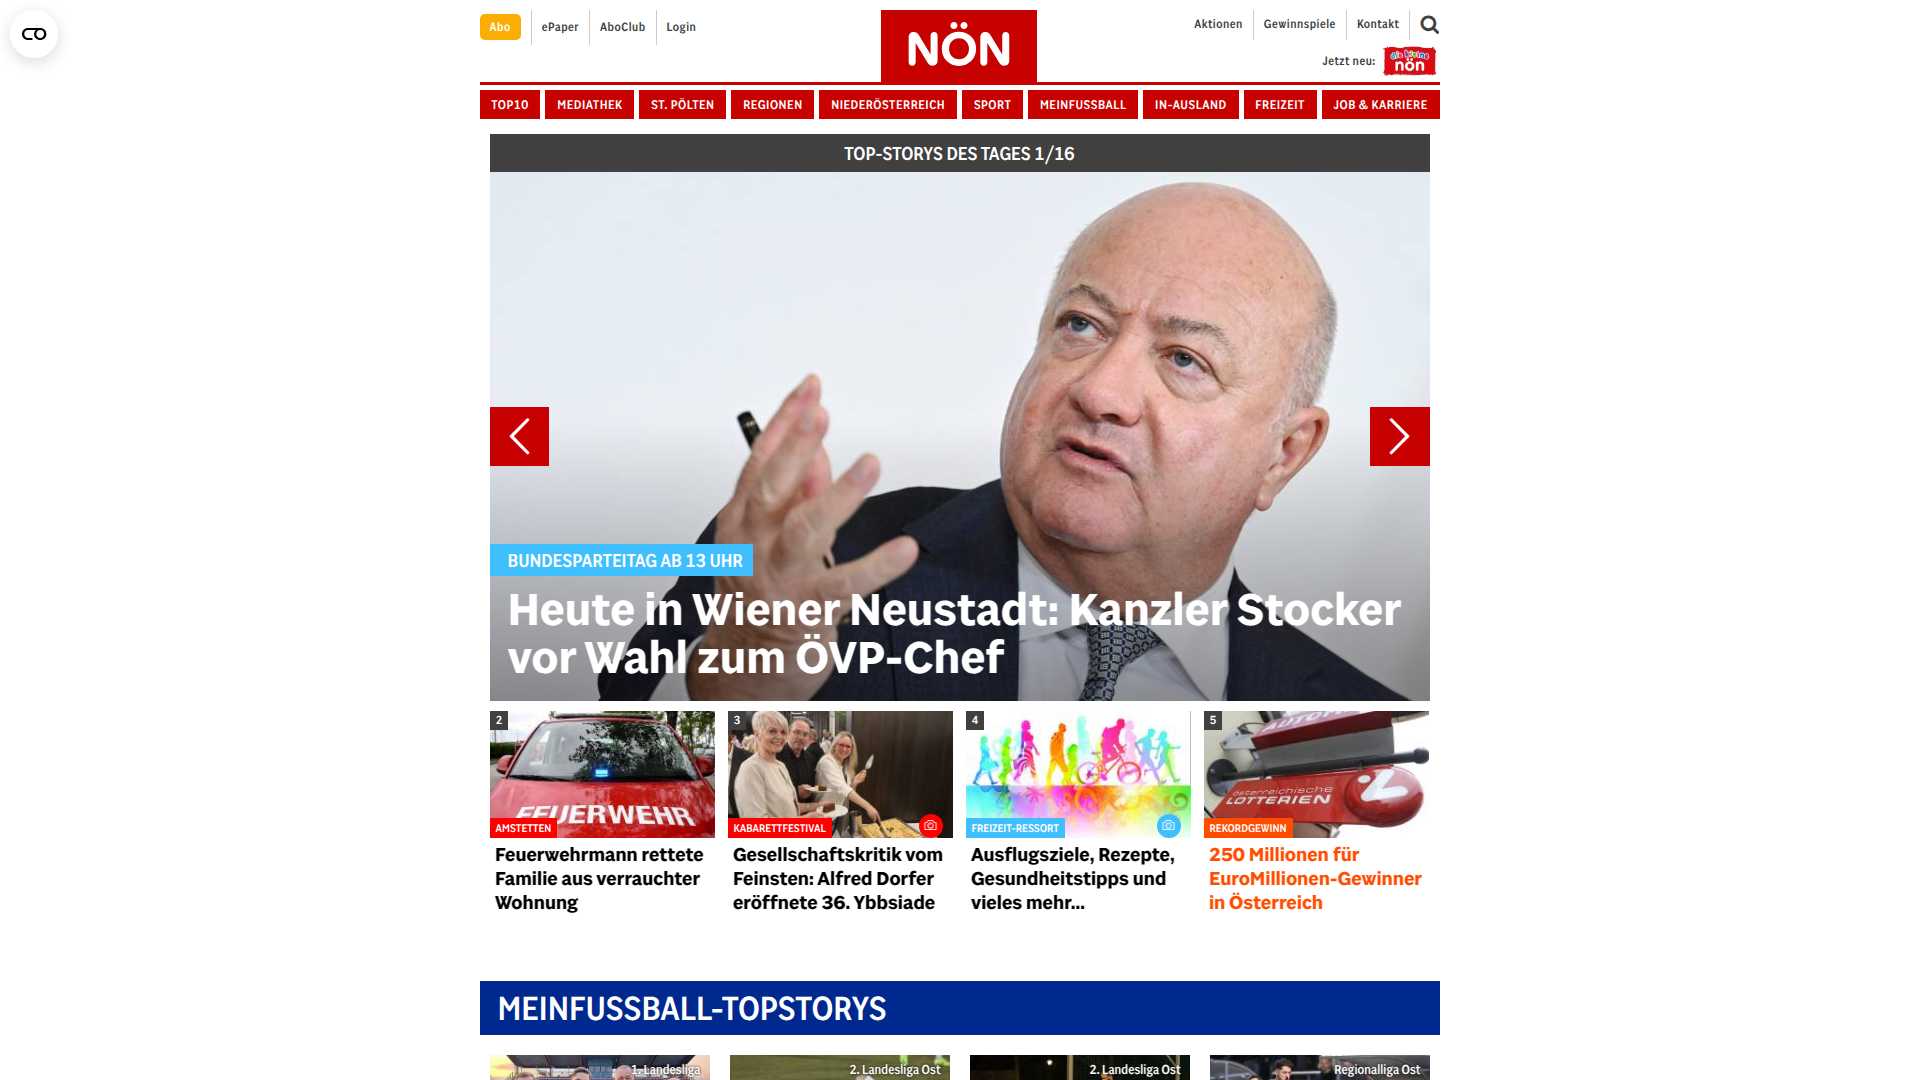 Abo
ePaper
AboClub
Login
NÖN
Aktionen
Gewinnspiele
Kontakt
Jetzt neu:
die kleine
nön
TOP10
MEDIATHEK
ST. PÖLTEN
REGIONEN
NIEDERÖSTERREICH
SPORT
MEINFUSSBALL
IN-AUSLAND
FREIZEIT
JOB & KARRIERE
TOP-STORYS DES TAGES 1/16
BUNDESPARTEITAG AB 13 UHR
Heute in Wiener Neustadt: Kanzler Stocker
vor Wahl zum ÖVP-Chef
2
FEUERWEHR
AMSTETTEN
Feuerwehrmann rettete
Familie aus verrauchter
Wohnung
3
KABARETTFESTIVAL
Gesellschaftskritik vom
Feinsten: Alfred Dorfer
eröffnete 36. Ybbsiade
4
FREIZEIT-RESSORT
Ausflugsziele, Rezepte,
Gesundheitstipps und
vieles mehr...
5
österreichische
LOTTERIEN
REKORDGEWINN
250 Millionen für
EuroMillionen-Gewinner
in Österreich
MEINFUSSBALL-TOPSTORYS
1. Landesliga
2. Landesliga Ost
2. Landesliga Ost
Regionalliga Ost